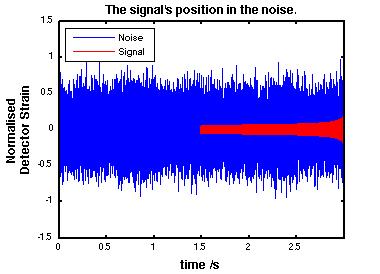 The signal's position in the noise.
1.5
Noise
Signal
1
0.5
0
-0.5
-1
-1.5
Normalised
Detector Strain
0 0.5 1 1.5 2 2.5
time /s